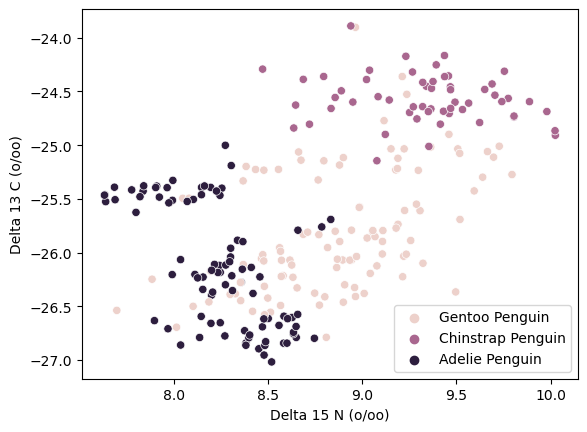 Delta 13 C (o/oo)
−24.0
−24.5
−25.0
−25.5
−26.0
−26.5
−27.0
Gentoo Penguin
Chinstrap Penguin
Adelie Penguin
8.0 8.5 9.0 9.5 10.0
Delta 15 N (o/oo)